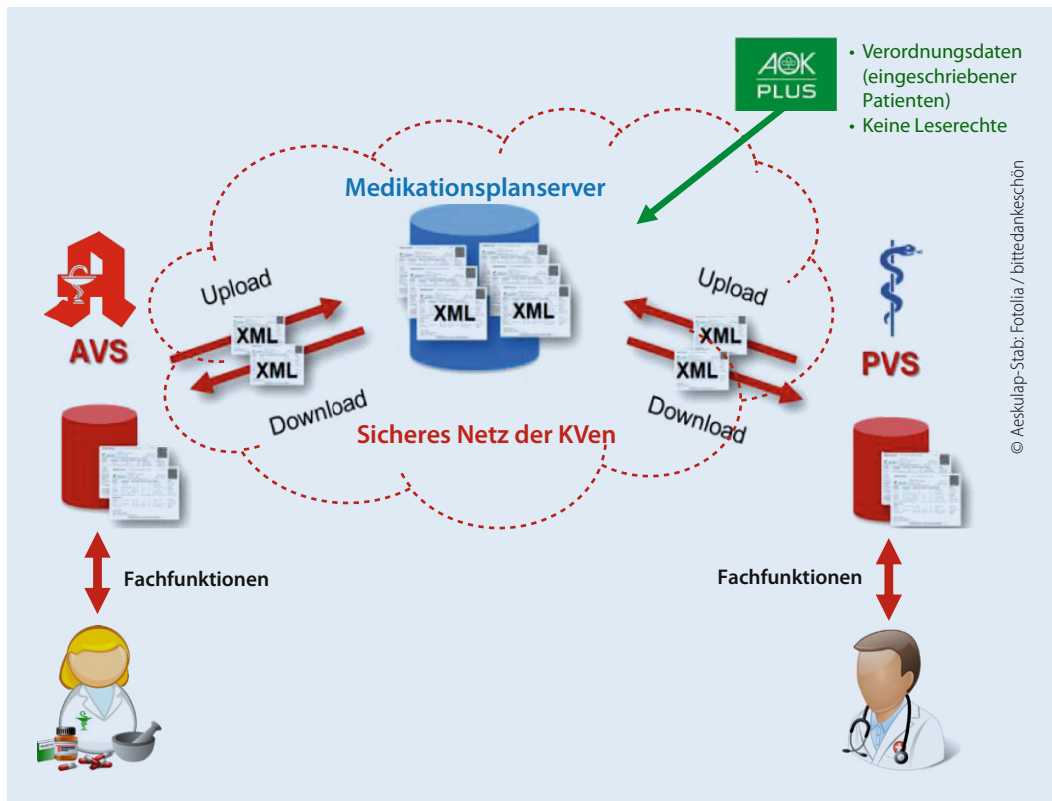 AOK
PLUS
• Verordnungsdaten
(eingeschriebener
Patienten)
• Keine Leserechte
Medikationsplanserver
Upload
XML
XML
Download
XML
XML
Upload
XML
XML
Download
AVS
PVS
Sicheres Netz der KVen
Fachfunktionen
Fachfunktionen
© Aeskulap-Stab: Fotolia / bittedankeschön